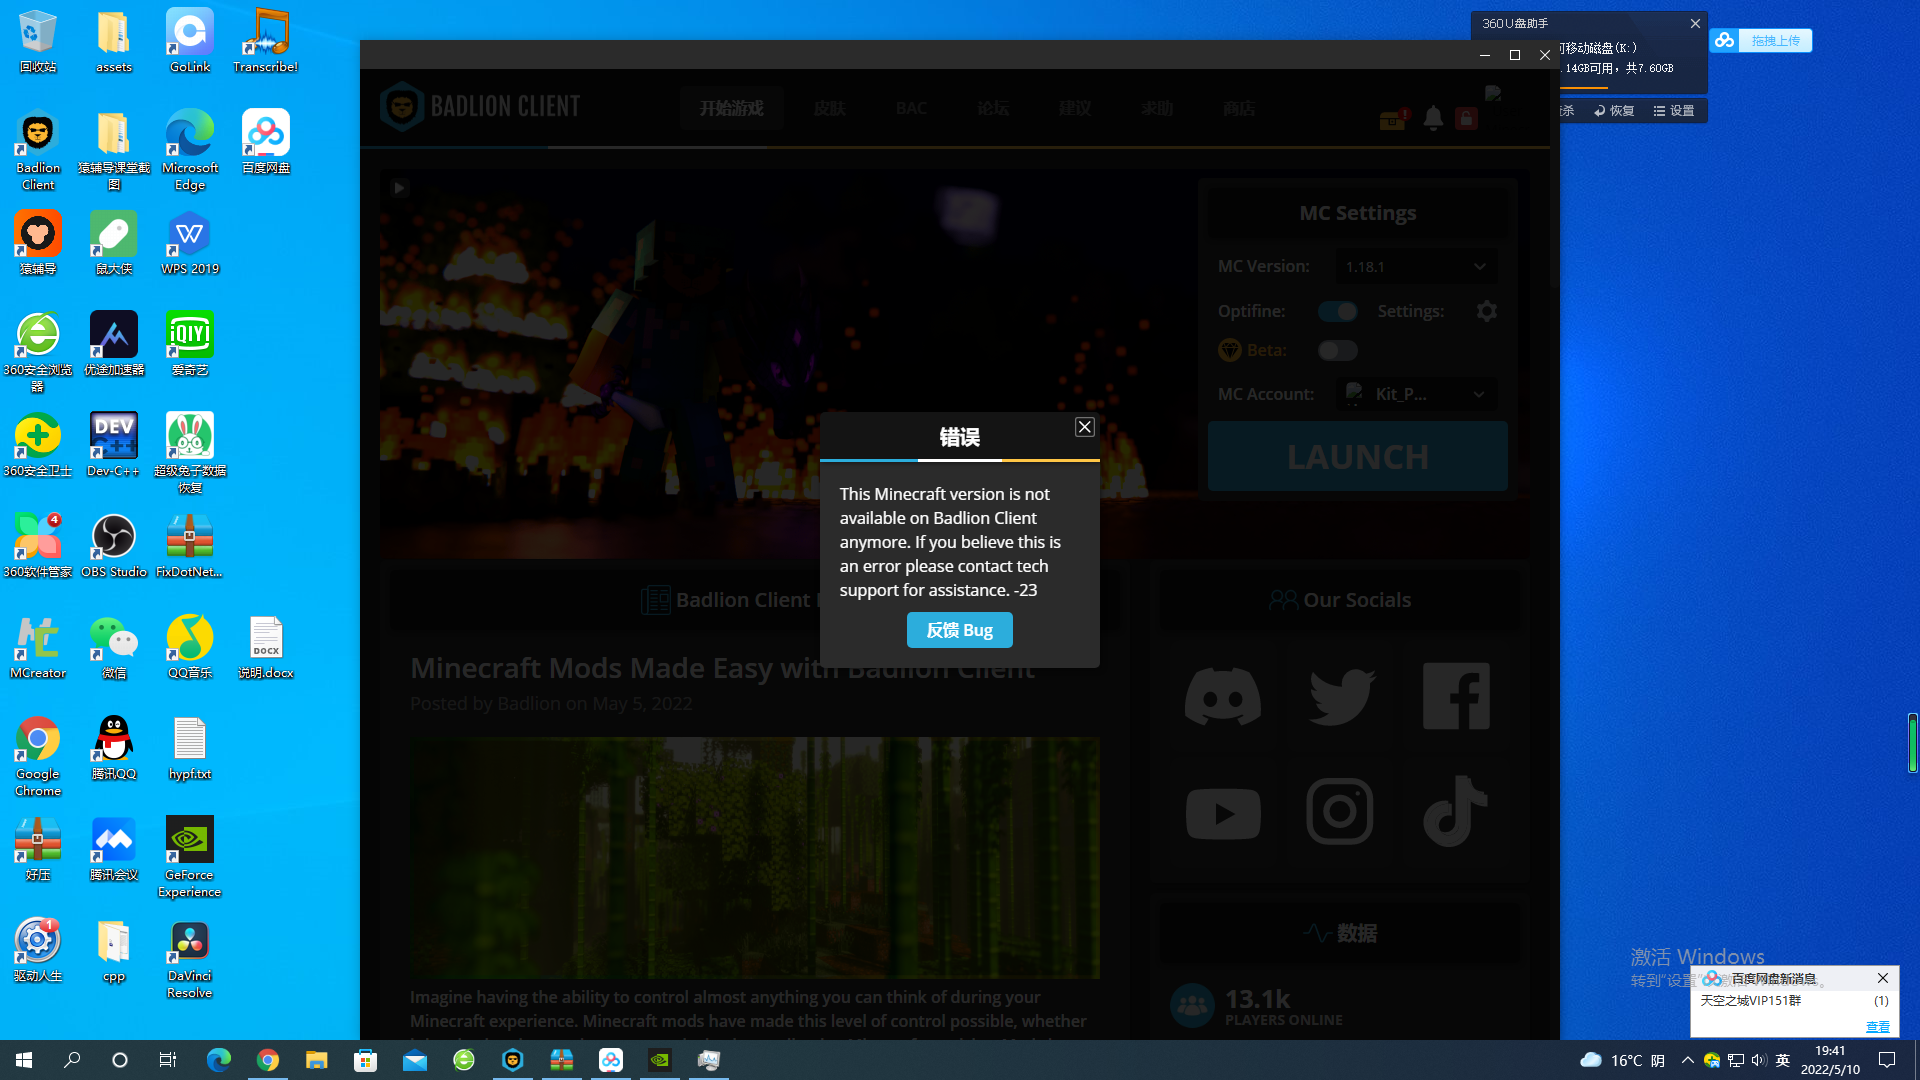 回收站
assets
GoLink
Transcribe!
Badlion Client
猿辅导课堂截图
Microsoft Edge
百度网盘
猿辅导
鼠大侠
WPS 2019
360安全浏览器
优途加速器
爱奇艺
360安全卫士
Dev-C++
超级兔子数据恢复
4
360软件管家
OBS Studio
FixDotNet...
MCreator
微信
QQ音乐
说明.docx
Google Chrome
腾讯QQ
hypf.txt
好压
腾讯会议
GeForce Experience
1
驱动人生
cpp
DaVinci Resolve
BADLION CLIENT
开始游戏
皮肤
BAC
论坛
建议
求助
商店
MC Settings
MC Version:
1.18.1
Optifine:
Settings:
Beta:
MC Account:
Kit_P...
LAUNCH
错误
This Minecraft version is not
available on Badlion Client
anymore. If you believe this is
an error please contact tech
support for assistance. -23
反馈 Bug
Badlion Client
Our Socials
Minecraft Mods Made Easy with Badlion Client
Posted by Badlion on May 5, 2022
Imagine having the ability to control almost anything you can think of during your
Minecraft experience. Minecraft mods have made this level of control possible, whether
数据
13.1k
PLAYERS ONLINE
360U盘助手
可移动磁盘(K:)
.14GB可用，共7.60GB
恢复
设置
拖拽上传
激活 Windows
百度网盘新消息
天空之城VIP151群
(1)
查看
16°C 阴
英
19:41
2022/5/10